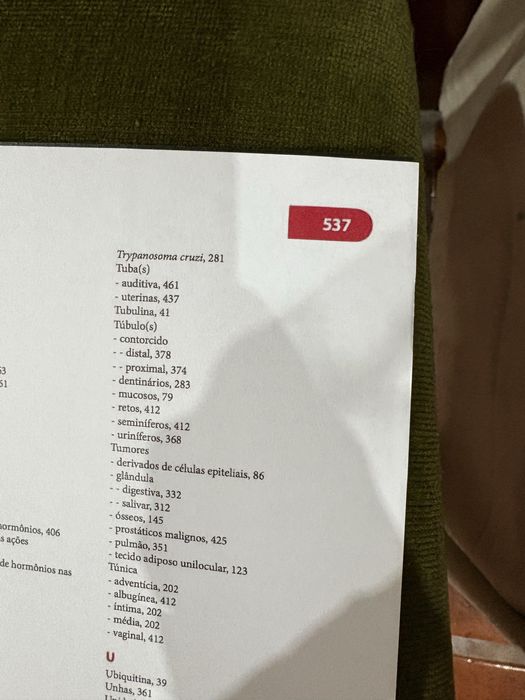 537
Trypanosoma cruzi, 281
Tuba(s)
- auditiva, 461
- uterinas, 437
Tubulina, 41
Túbulo(s)
- contorcido
- - distal, 378
- - proximal, 374
- dentinários, 283
- mucosos, 79
- retos, 412
- seminíferos, 412
- uriníferos, 368
Tumores
- derivados de células epiteliais, 86
- glândula
- - digestiva, 332
- - salivar, 312
- ósseos, 145
- prostáticos malignos, 425
- pulmão, 351
- tecido adiposo unilocular, 123
Túnica
- adventícia, 202
- albugínea, 412
- íntima, 202
- média, 202
- vaginal, 412
U
Ubiquitina, 39
Unhas, 361
406
ações
de hormônios nas